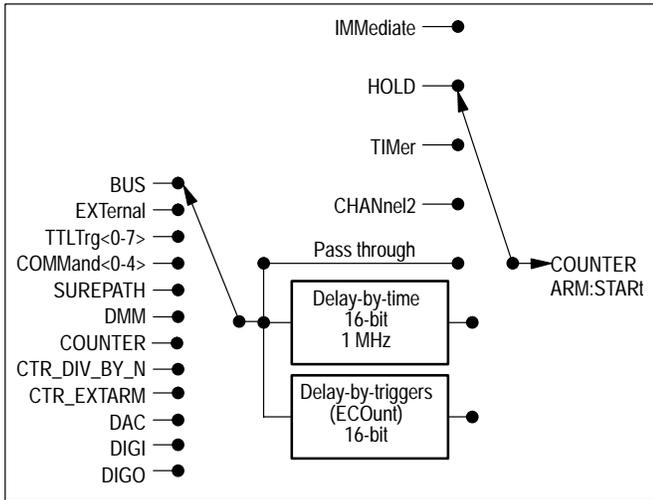 IMMediate
HOLD
TIMer
CHANnel2
BUS
EXTernal
TTLTrg<0-7>
COMMand<0-4>
SUREPATH
DMM
COUNTER
CTR_DIV_BY_N
CTR_EXTARM
DAC
DIGI
DIGO
Pass through
Delay-by-time
16-bit
1 MHz
Delay-by-triggers
(ECOunt)
16-bit
COUNTER
ARM:STARt